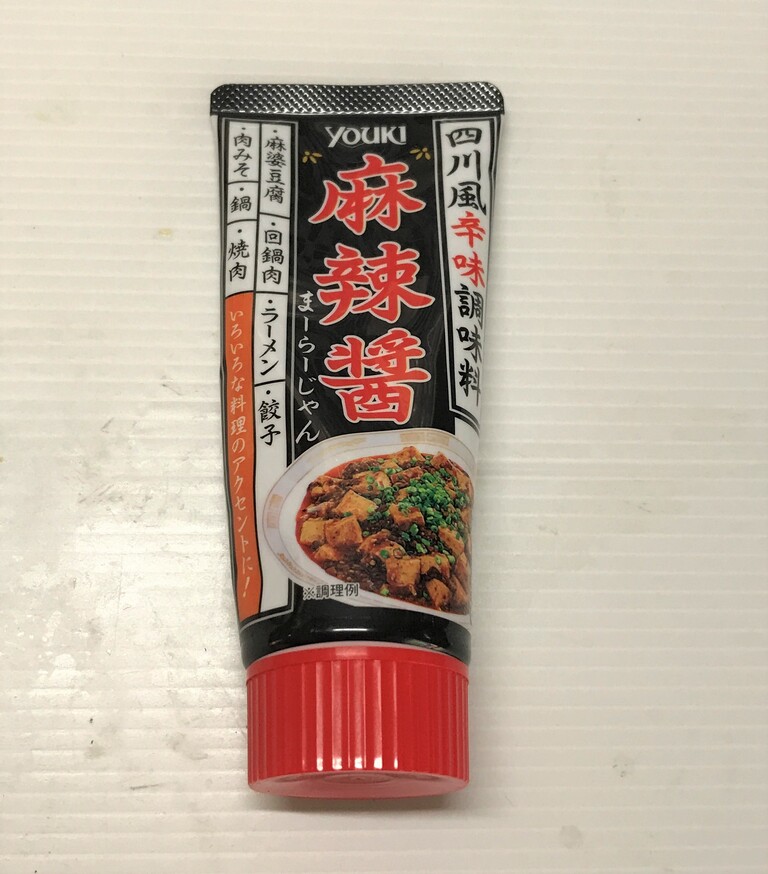 YOUKI
四川風辛味調味料
麻辣醤
まーらーじゃん
・麻婆豆腐・回鍋肉・ラーメン・餃子
・肉みそ・鍋・焼肉
いろいろな料理のアクセントに!
※調理例